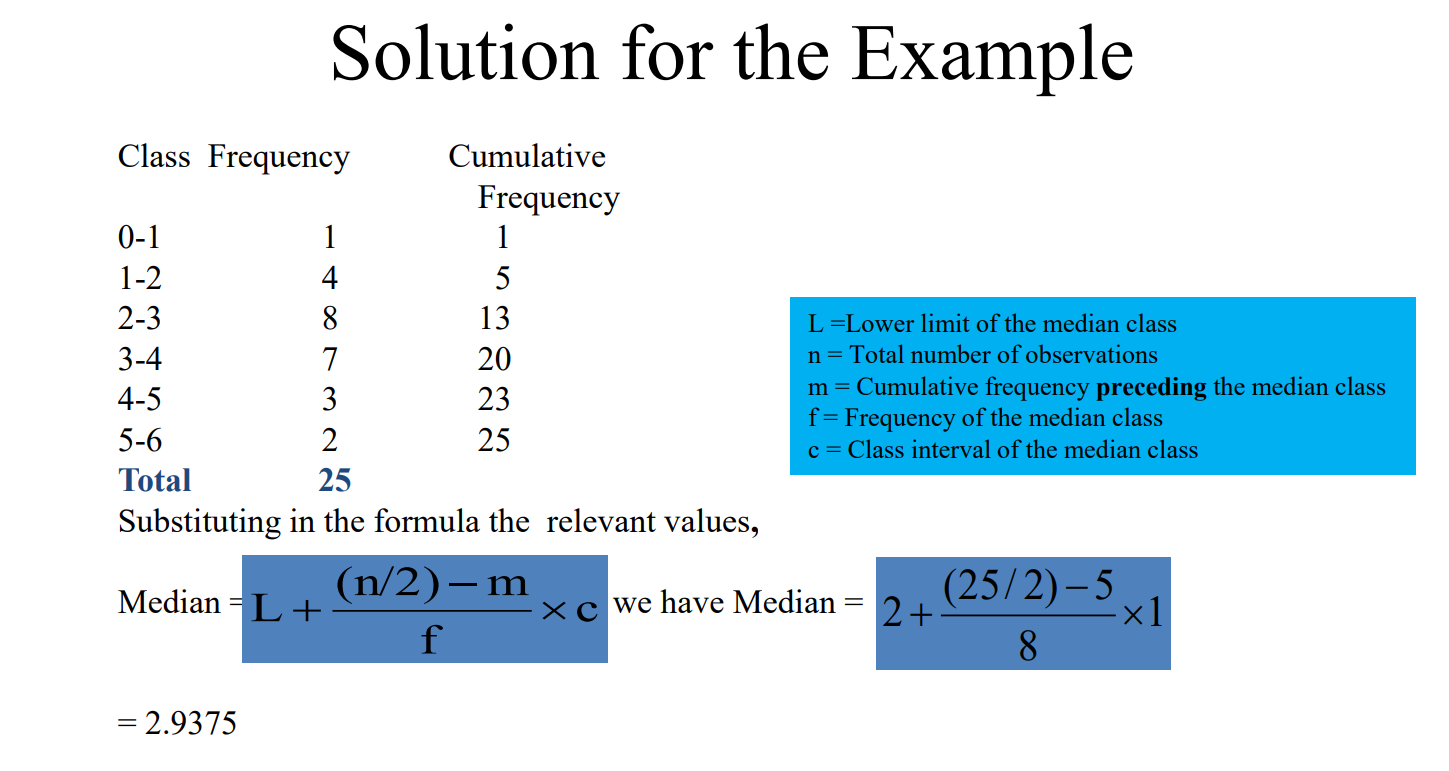 Solution for the Example
Class Frequency Cumulative
Frequency
0-1 1 1
1-2 4 5
2-3 8 13
3-4 7 20
4-5 3 23
5-6 2 25
Total 25
L =Lower limit of the median class
n = Total number of observations
m = Cumulative frequency preceding the median class
f = Frequency of the median class
c = Class interval of the median class
Substituting in the formula the relevant values,
Median = L + (n/2) − m / f × c we have Median = 2 + (25/2) − 5 / 8 × 1
= 2.9375